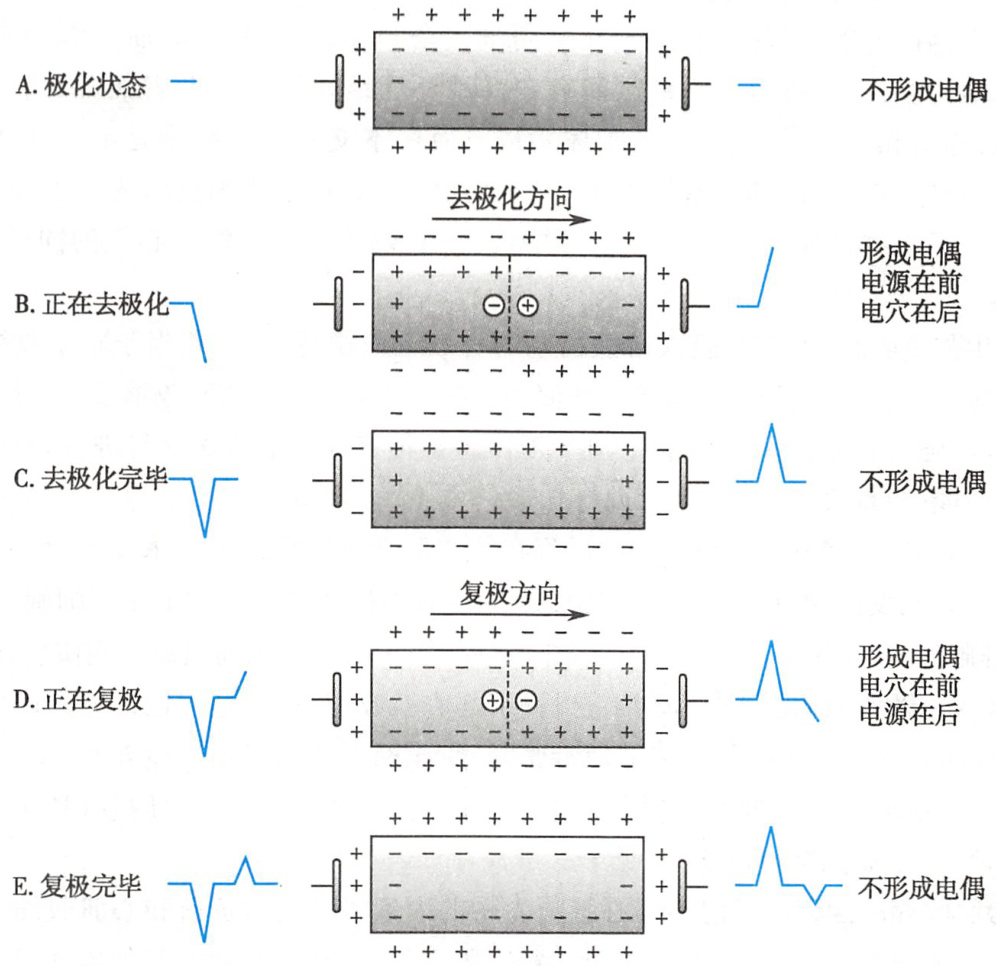 A. 极化状态
不形成电偶
去极化方向
B. 正在去极化
形成电偶
电源在前
电穴在后
C. 去极化完毕
不形成电偶
复极方向
D. 正在复极
形成电偶
电穴在前
电源在后
E. 复极完毕
不形成电偶